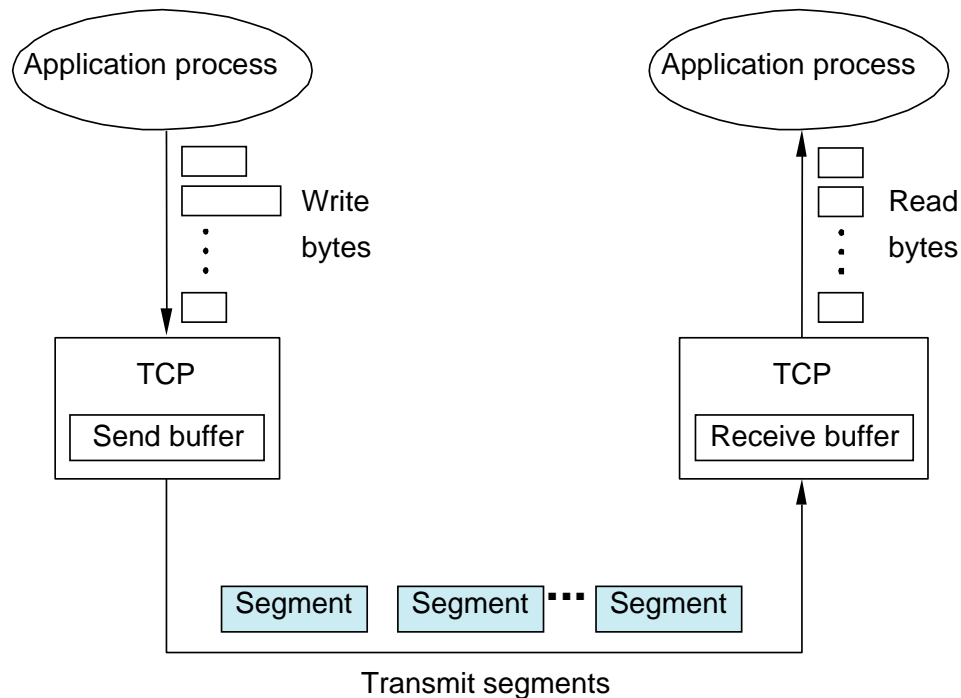 Application process
Application process
Write
bytes
Read
bytes
TCP
Send buffer
TCP
Receive buffer
Segment
Segment
...
Segment
Transmit segments